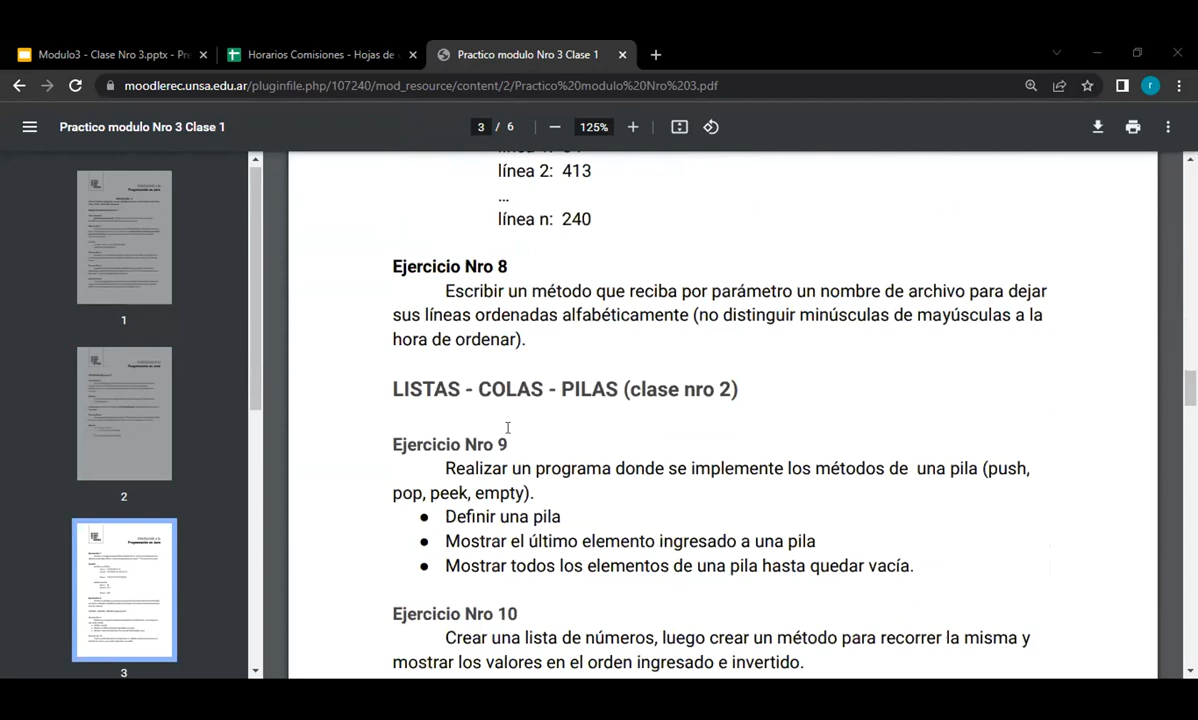 Modulo3 - Clase Nro 3.pptx - Pre
Horarios Comisiones - Hojas de
Practico modulo Nro 3 Clase 1
moodlerec.unsa.edu.ar/pluginfile.php/107240/mod_resource/content/2/Practico%20modulo%20Nro%203.pdf
r
Practico modulo Nro 3 Clase 1
3 / 6
125%
línea 2: 413
...
línea n: 240
Ejercicio Nro 8
Escribir un método que reciba por parámetro un nombre de archivo para dejar
sus líneas ordenadas alfabéticamente (no distinguir minúsculas de mayúsculas a la
hora de ordenar).
LISTAS - COLAS - PILAS (clase nro 2)
Ejercicio Nro 9
Realizar un programa donde se implemente los métodos de una pila (push,
pop, peek, empty).
● Definir una pila
● Mostrar el último elemento ingresado a una pila
● Mostrar todos los elementos de una pila hasta quedar vacía.
Ejercicio Nro 10
Crear una lista de números, luego crear un método para recorrer la misma y
mostrar los valores en el orden ingresado e invertido.
1
2
3